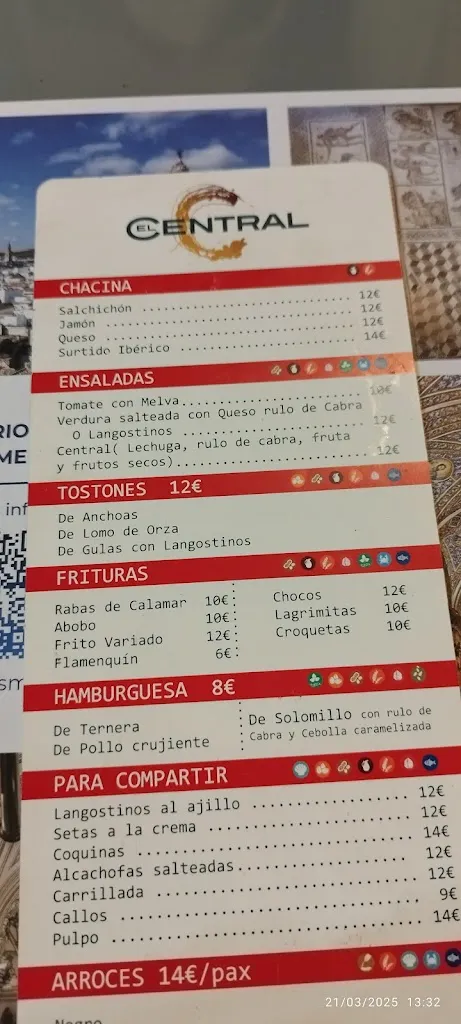 EL CENTRAL
CHACINA
Salchichón 12€
Jamón 12€
Queso 12€
Surtido Ibérico 14€
ENSALADAS
Tomate con Melva 10€
Verdura salteada con Queso rulo de Cabra
O Langostinos 12€
Central( Lechuga, rulo de cabra, fruta
y frutos secos) 12€
TOSTONES 12€
De Anchoas
De Lomo de Orza
De Gulas con Langostinos
FRITURAS
Rabas de Calamar 10€
Abobo 10€
Frito Variado 12€
Flamenquín 6€
Chocos 12€
Lagrimitas 10€
Croquetas 10€
HAMBURGUESA 8€
De Ternera
De Pollo crujiente
De Solomillo con rulo de
Cabra y Cebolla caramelizada
PARA COMPARTIR
Langostinos al ajillo 12€
Setas a la crema 12€
Coquinas 14€
Alcachofas salteadas 12€
Carrillada 12€
Callos 9€
Pulpo 14€
ARROCES 14€/pax
RIO
ME
inf
sm
21/03/2025 13:32